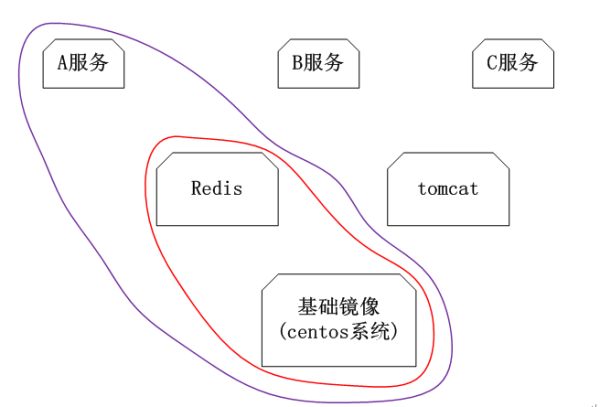 A服务
B服务
C服务
Redis
tomcat
基础镜像
(centos系统)